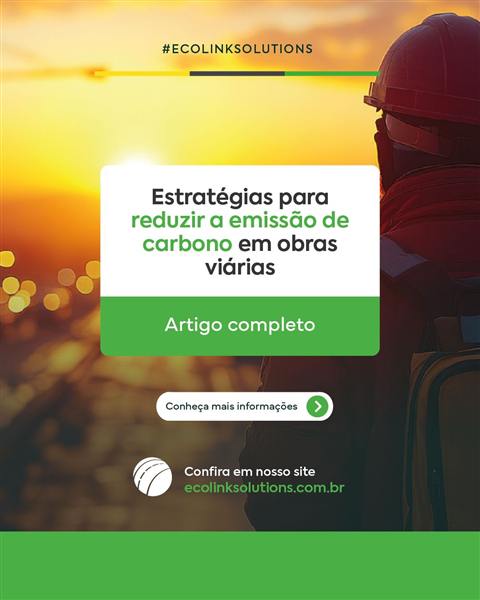 #ECOLINKSOLUTIONS
Estratégias para
reduzir a emissão de
carbono em obras
viárias
Artigo completo
Conheça mais informações
Confira em nosso site
ecolinksolutions.com.br